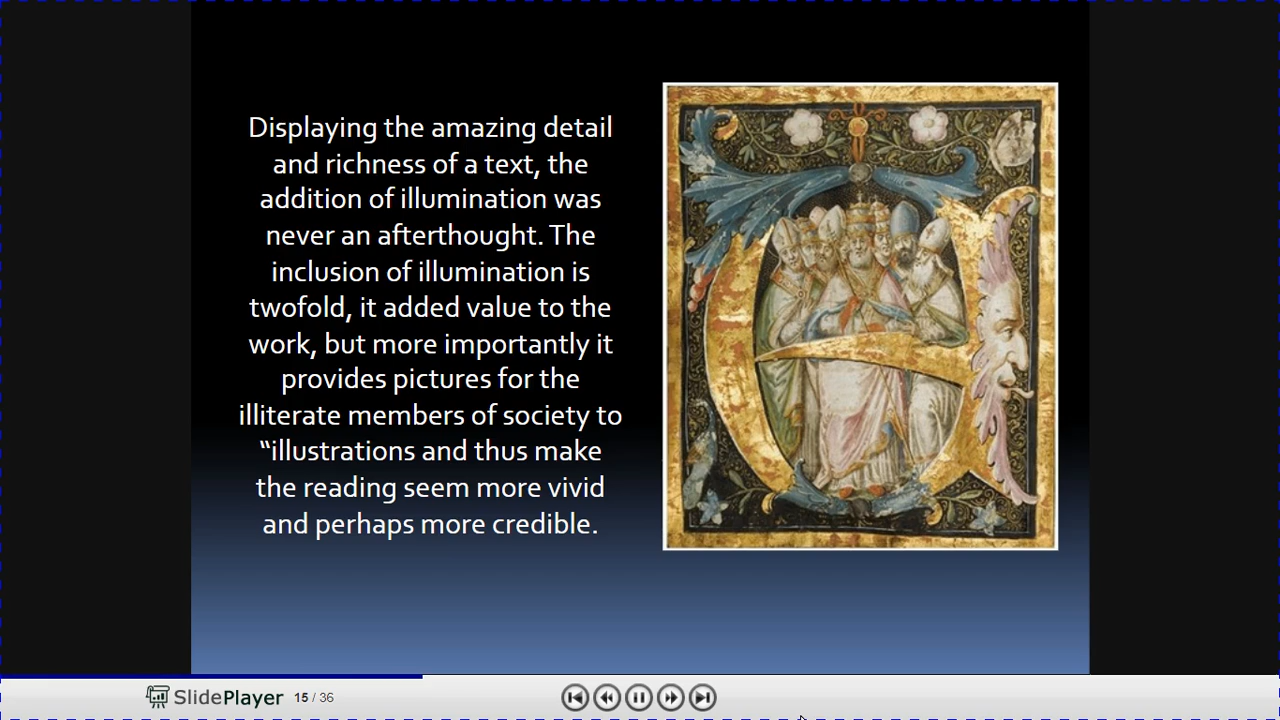 Displaying the amazing detail
and richness of a text, the
addition of illumination was
never an afterthought. The
inclusion of illumination is
twofold, it added value to the
work, but more importantly it
provides pictures for the
illiterate members of society to
“illustrations and thus make
the reading seem more vivid
and perhaps more credible.
SlidePlayer 15 / 36